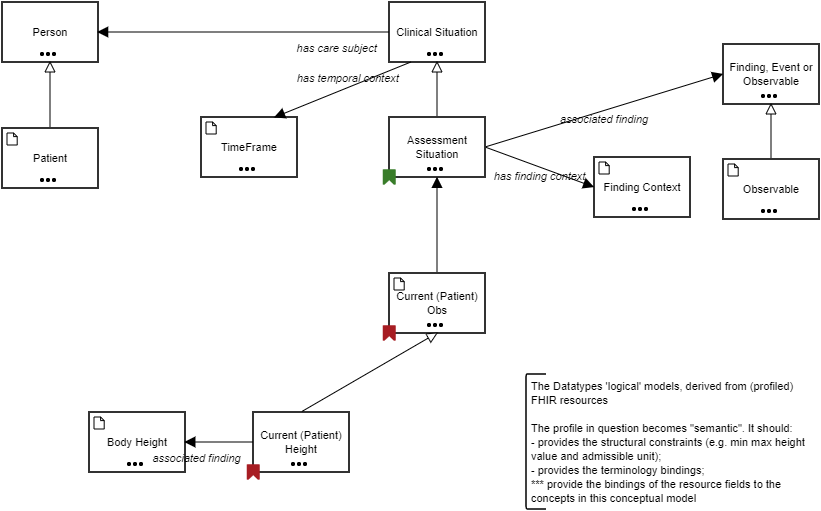 Person
Clinical Situation
has care subject
Finding, Event or
Observable
has temporal context
associated finding
Patient
TimeFrame
Assessment
Situation
has finding context
Finding Context
Observable
Current (Patient)
Obs
Body Height
associated finding
Current (Patient)
Height
The Datatypes 'logical' models, derived from (profiled)
FHIR resources
The profile in question becomes "semantic". It should:
- provides the structural constraints (e.g. min max height
value and admissible unit);
- provides the terminology bindings;
*** provide the bindings of the resource fields to the
concepts in this conceptual model